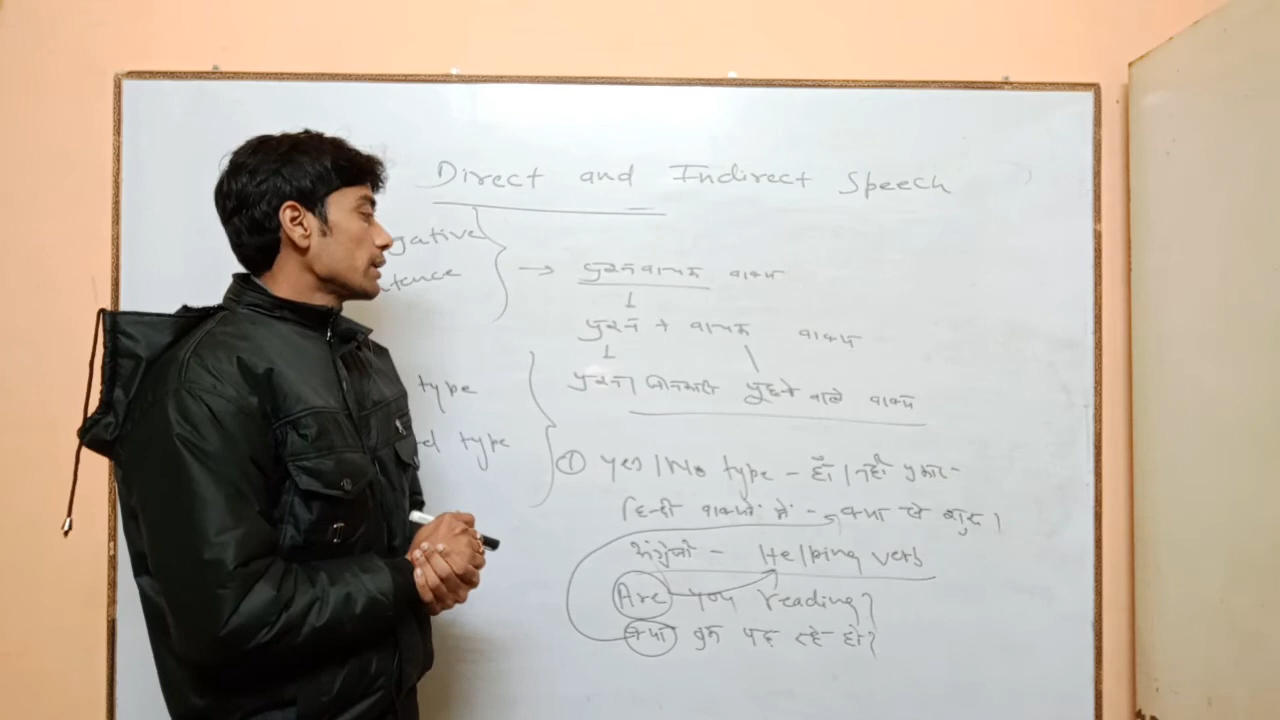 Direct and Indirect Speech
gative
tence → प्रश्नवाचक वाक्य
प्रश्न + वाचक वाक्य
type प्रश्न/जानकारी पूछने वाले वाक्य
d type
① Yes/No type - हाँ/नहीं प्रकार-
हिन्दी वाक्यों में - क्या से शुरू।
अंग्रेजी - Helping verb
Are you reading?
क्या तुम पढ़ रहे हो?